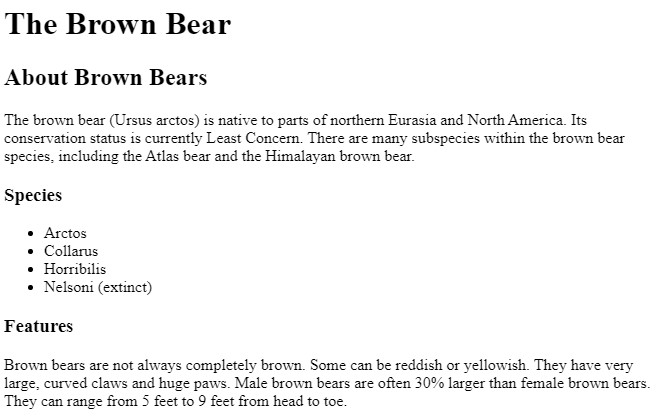 The Brown Bear
About Brown Bears
The brown bear (Ursus arctos) is native to parts of northern Eurasia and North America. Its
conservation status is currently Least Concern. There are many subspecies within the brown bear
species, including the Atlas bear and the Himalayan brown bear.
Species
• Arctos
• Collarus
• Horribilis
• Nelsoni (extinct)
Features
Brown bears are not always completely brown. Some can be reddish or yellowish. They have very
large, curved claws and huge paws. Male brown bears are often 30% larger than female brown bears.
They can range from 5 feet to 9 feet from head to toe.